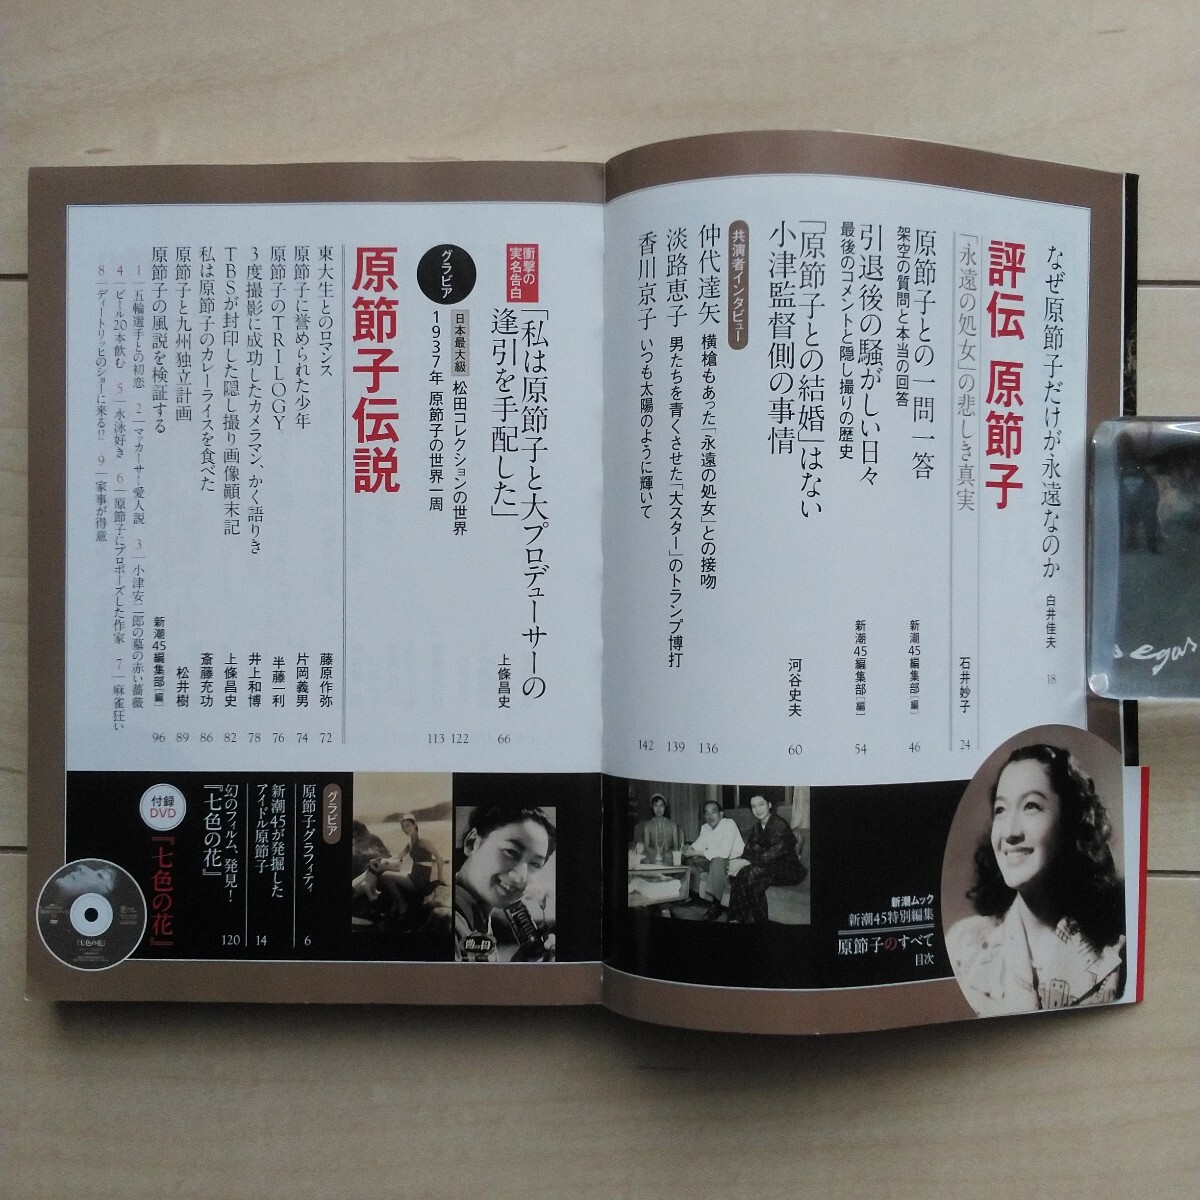 なぜ原節子だけが永遠なのか 白井佳夫 18
評伝 原節子
「永遠の処女」の悲しき真実 石井妙子 24
原節子との一問一答
架空の質問と本当の回答 新潮45編集部[編] 46
引退後の騒がしい日々
最後のコメントと隠し撮りの歴史 新潮45編集部[編] 54
「原節子との結婚」はない
小津監督側の事情 河谷史夫 60
共演者インタビュー
仲代達矢 横槍もあった「永遠の処女」との接吻 136
淡路恵子 男たちを青くさせた「大スター」のトランプ博打 139
香川京子 いつも太陽のように輝いて 142
新潮ムック
新潮45特別編集
原節子のすべて
目次
衝撃の
実名告白
「私は原節子と大プロデューサーの
逢引を手配した」 上條昌史 66
グラビア
日本最大級 松田コレクションの世界 122
1937年 原節子の世界一周 113
原節子伝説
東大生とのロマンス 藤原作弥 72
原節子に誉められた少年 片岡義男 74
原節子のTRILOGY 半藤一利 76
3度撮影に成功したカメラマン、かく語りき 井上和博 78
TBSが封印した隠し撮り画像顚末記 上條昌史 82
私は原節子のカレーライスを食べた 斎藤充功 86
原節子と九州独立計画 松井樹 89
原節子の風説を検証する 新潮45編集部[編] 96
1 五輪選手との初恋 2 マッカーサー愛人説 3 小津安二郎の墓の赤い薔薇
4 ビール20本飲む 5 水泳好き 6 原節子にプロポーズした作家 7 麻雀狂い
8 ディートリッヒのショーに来る!? 9 家事が得意
グラビア
原節子グラフィティ 6
新潮45が発掘した
アイドル原節子 14
幻のフィルム、発見!
『七色の花』 120
付録
DVD
『七色の花』
『七色の花』
egas